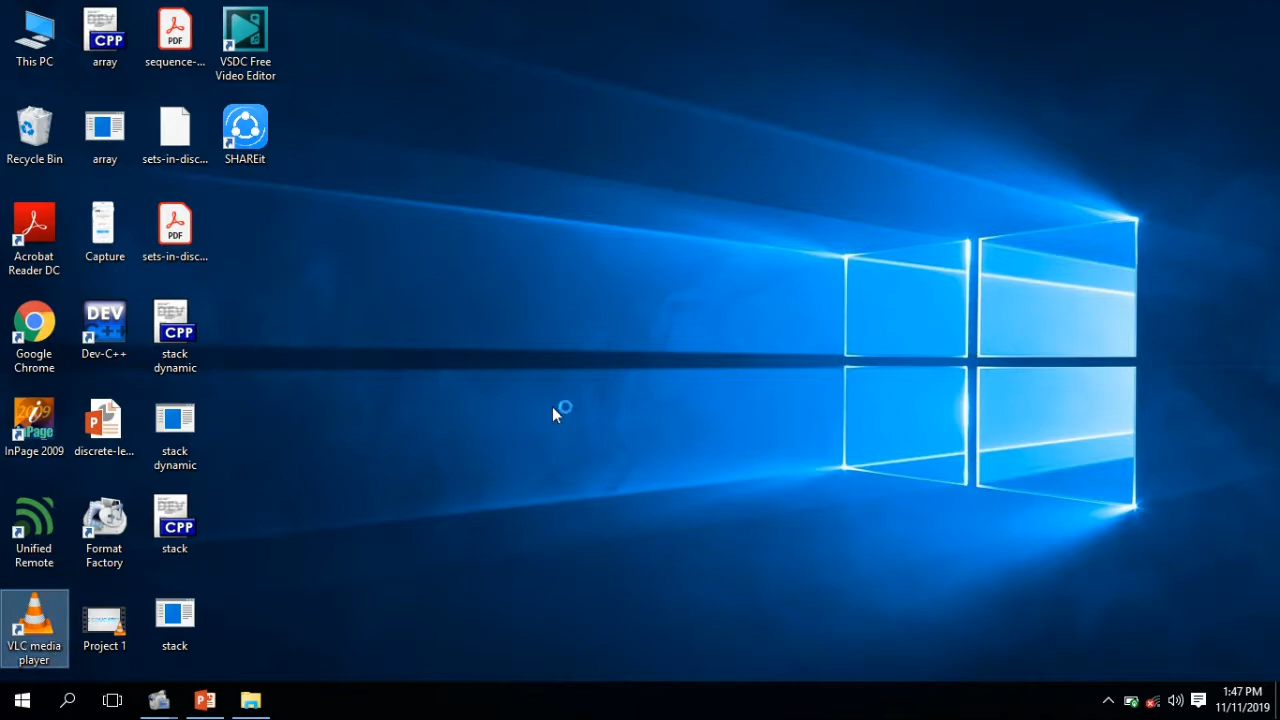 This PC
CPP
array
PDF
sequence-...
VSDC Free
Video Editor
Recycle Bin
array
sets-in-disc...
SHAREit
Acrobat
Reader DC
Capture
PDF
sets-in-disc...
Google
Chrome
DEV
C++
Dev-C++
CPP
stack
dynamic
2009
inPage
InPage 2009
discrete-le...
stack
dynamic
Unified
Remote
Format
Factory
CPP
stack
VLC media
player
Project 1
stack
1:47 PM
11/11/2019